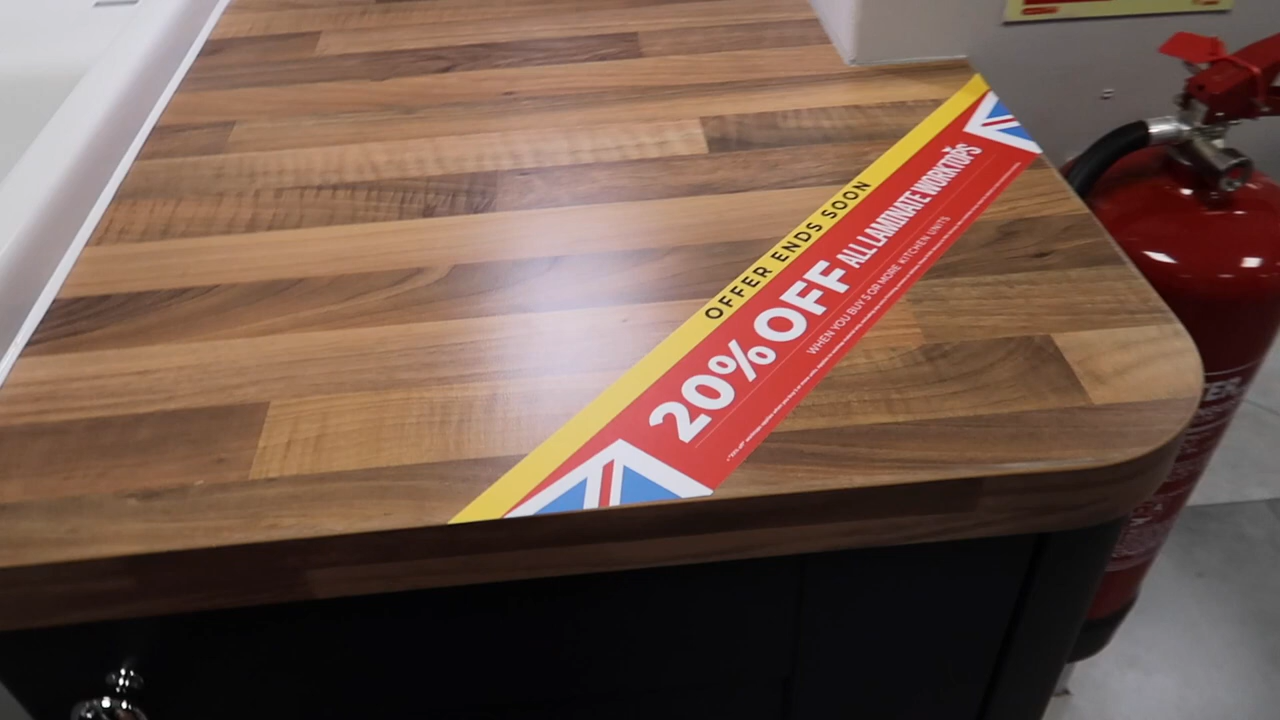 OFFER ENDS SOON
20% OFF ALL LAMINATE WORKTOPS
WHEN YOU BUY 5 OR MORE KITCHEN UNITS